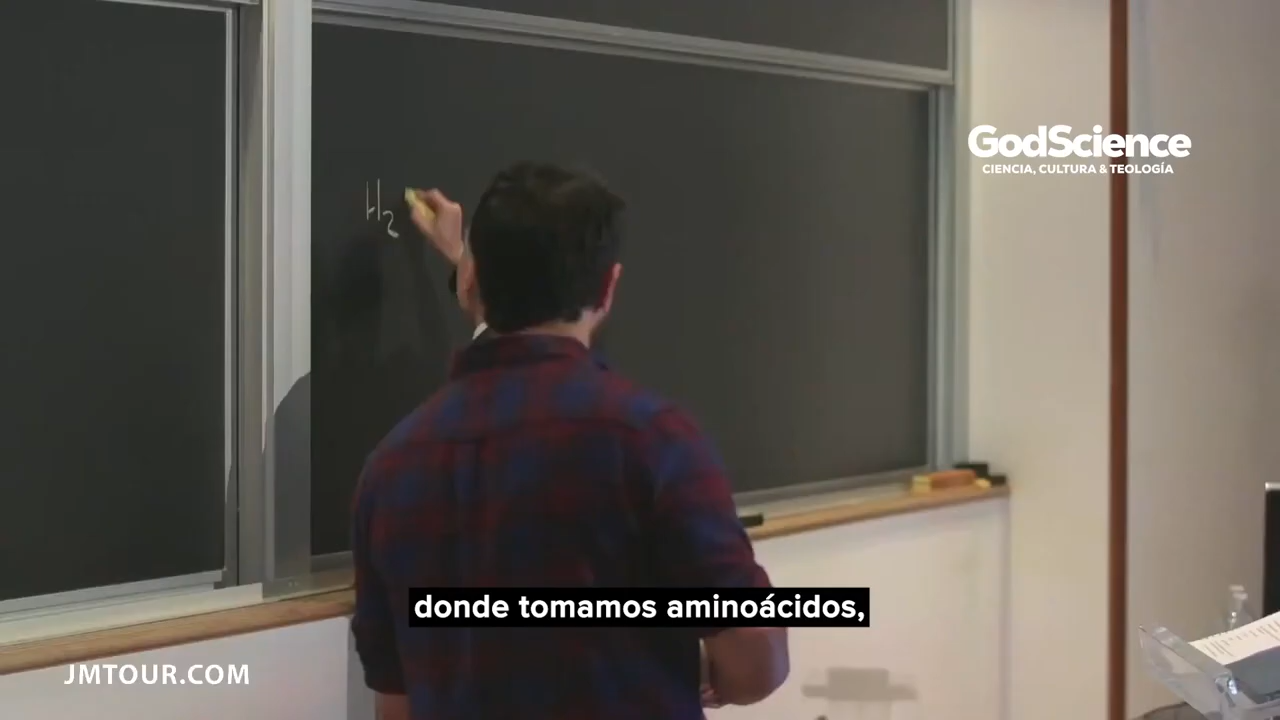 GodScience
CIENCIA, CULTURA & TEOLOGÍA
H₂
donde tomamos aminoácidos,
JMTOUR.COM